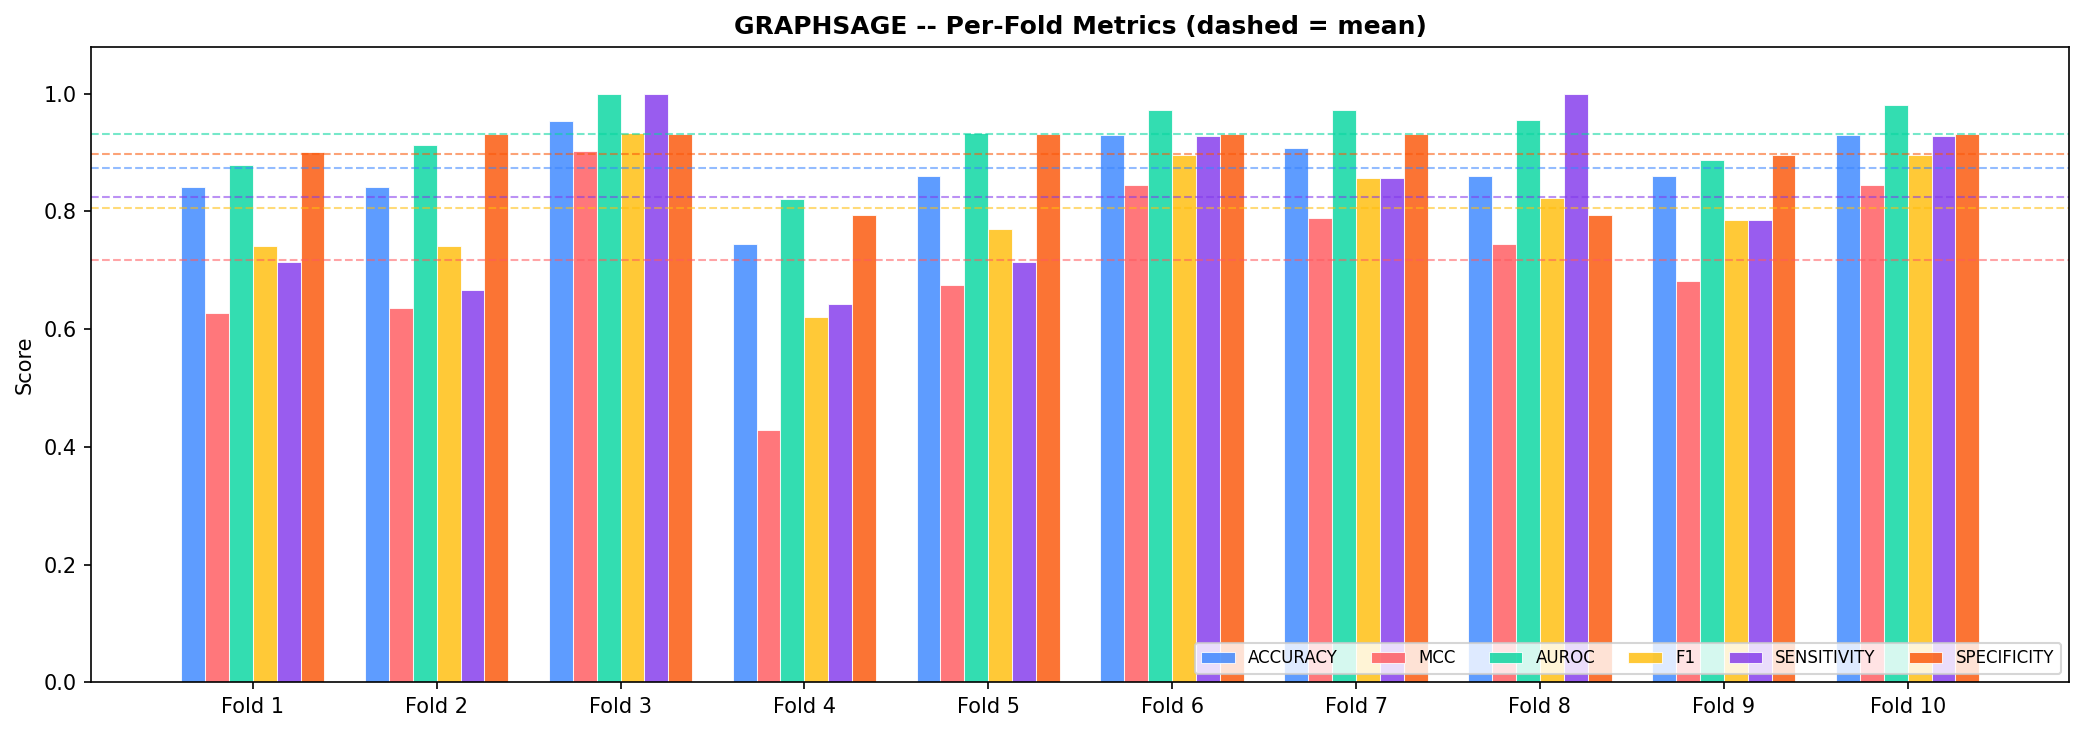 GRAPHSAGE -- Per-Fold Metrics (dashed = mean)
Score
1.0
0.8
0.6
0.4
0.2
0.0
ACCURACY MCC AUROC F1 SENSITIVITY SPECIFICITY
Fold 1 Fold 2 Fold 3 Fold 4 Fold 5 Fold 6 Fold 7 Fold 8 Fold 9 Fold 10